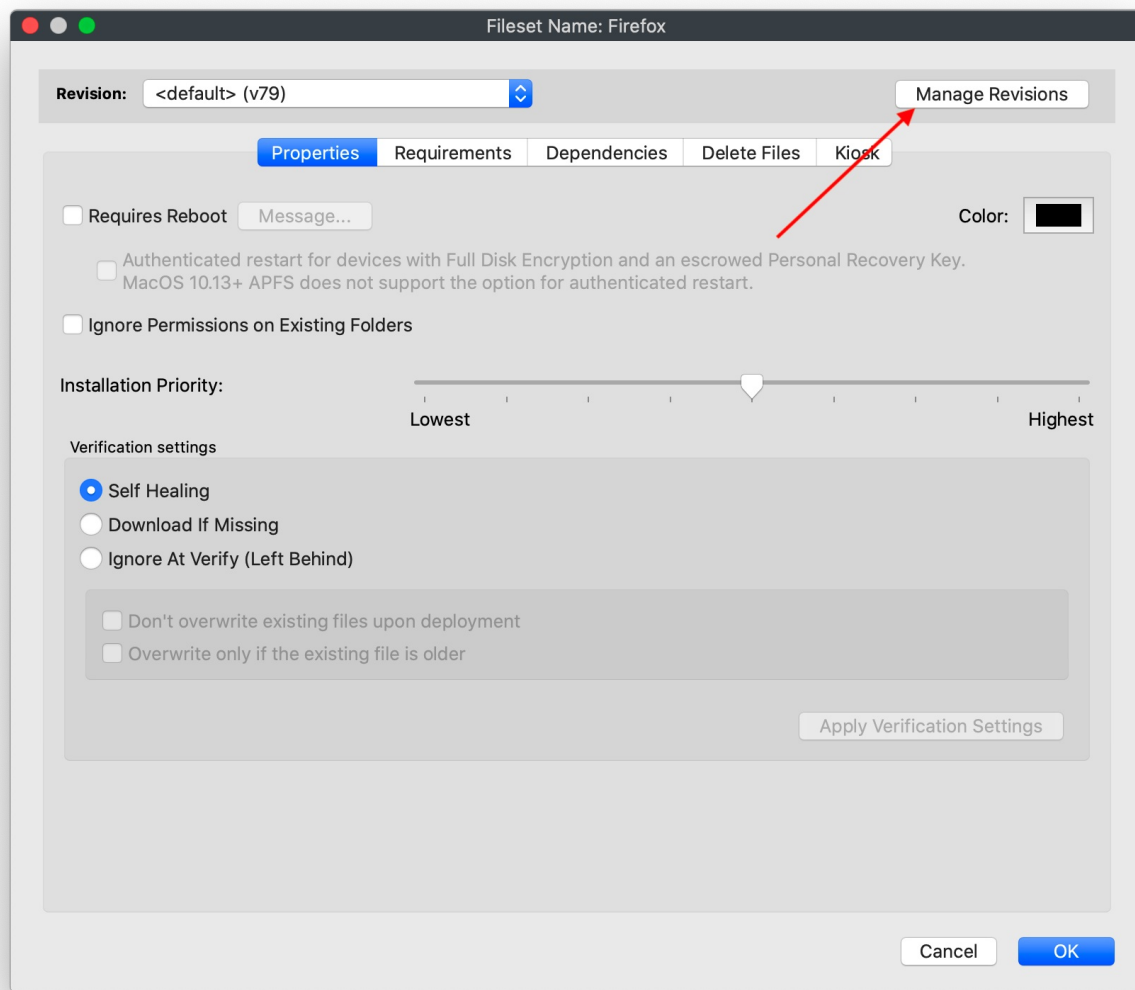 Fileset Name: Firefox
Revision:
<default> (v79)
Manage Revisions
Properties
Requirements
Dependencies
Delete Files
Kiosk
Requires Reboot
Message...
Color:
Authenticated restart for devices with Full Disk Encryption and an escrowed Personal Recovery Key.
MacOS 10.13+ APFS does not support the option for authenticated restart.
Ignore Permissions on Existing Folders
Installation Priority:
Lowest
Highest
Verification settings
Self Healing
Download If Missing
Ignore At Verify (Left Behind)
Don't overwrite existing files upon deployment
Overwrite only if the existing file is older
Apply Verification Settings
Cancel
OK